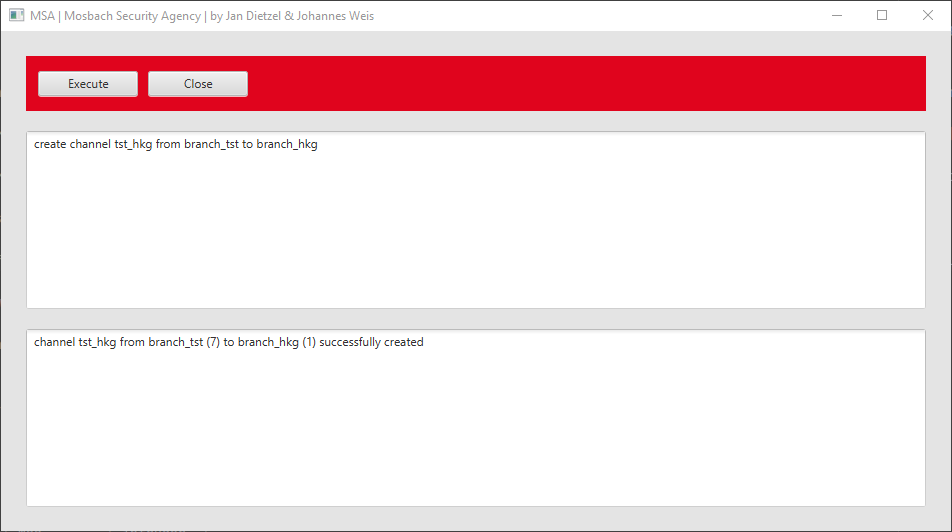 MSA | Mosbach Security Agency | by Jan Dietzel & Johannes Weis
Execute Close
create channel tst_hkg from branch_tst to branch_hkg
channel tst_hkg from branch_tst (7) to branch_hkg (1) successfully created